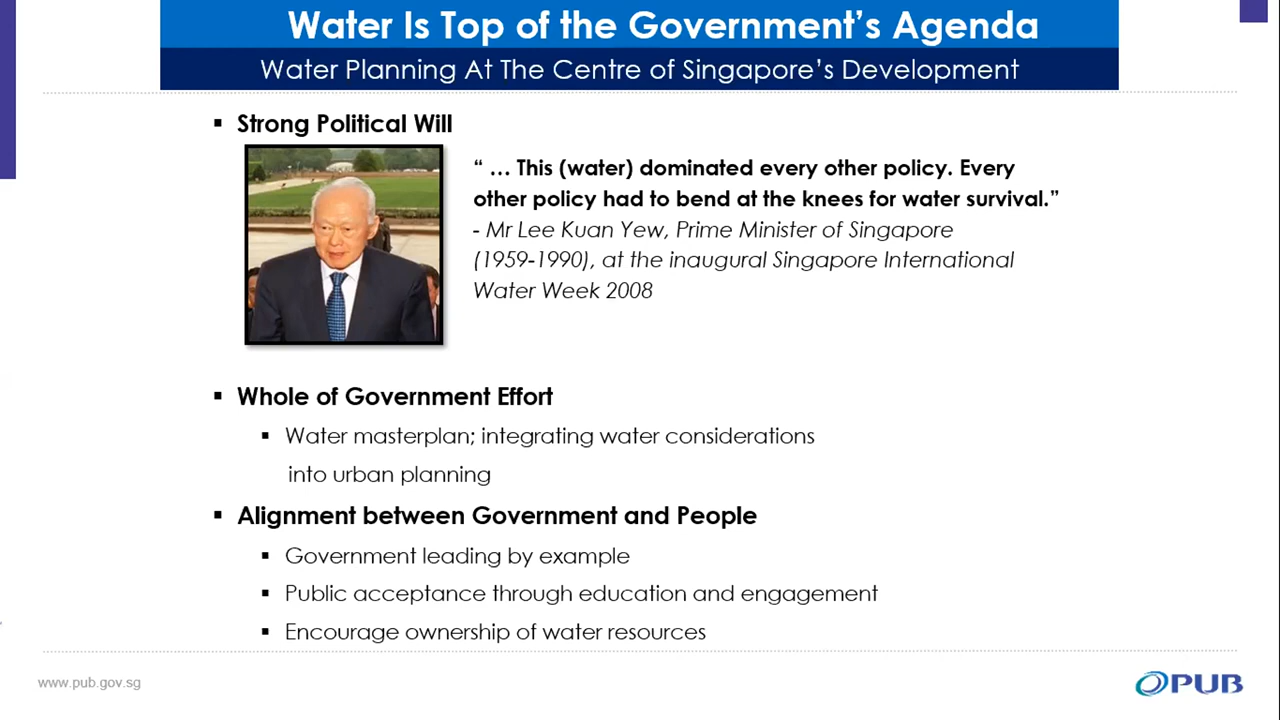 Water Is Top of the Government’s Agenda
Water Planning At The Centre of Singapore’s Development
▪ Strong Political Will
“ … This (water) dominated every other policy. Every
other policy had to bend at the knees for water survival.”
- Mr Lee Kuan Yew, Prime Minister of Singapore
(1959-1990), at the inaugural Singapore International
Water Week 2008
▪ Whole of Government Effort
▪ Water masterplan; integrating water considerations
into urban planning
▪ Alignment between Government and People
▪ Government leading by example
▪ Public acceptance through education and engagement
▪ Encourage ownership of water resources
www.pub.gov.sg
PUB